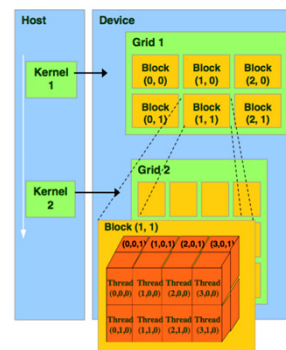 Host
Device
Grid 1
Kernel
1
Block
(0, 0)
Block
(1, 0)
Block
(2, 0)
Block
(0, 1)
Block
(1, 1)
Block
(2, 1)
Grid 2
Kernel
2
Block (1, 1)
(0,0,1) (1,0,1) (2,0,1) (3,0,1)
Thread Thread Thread Thread
(0,0,0) (1,0,0) (2,0,0) (3,0,0)
Thread Thread Thread Thread
(0,1,0) (1,1,0) (2,1,0) (3,1,0)